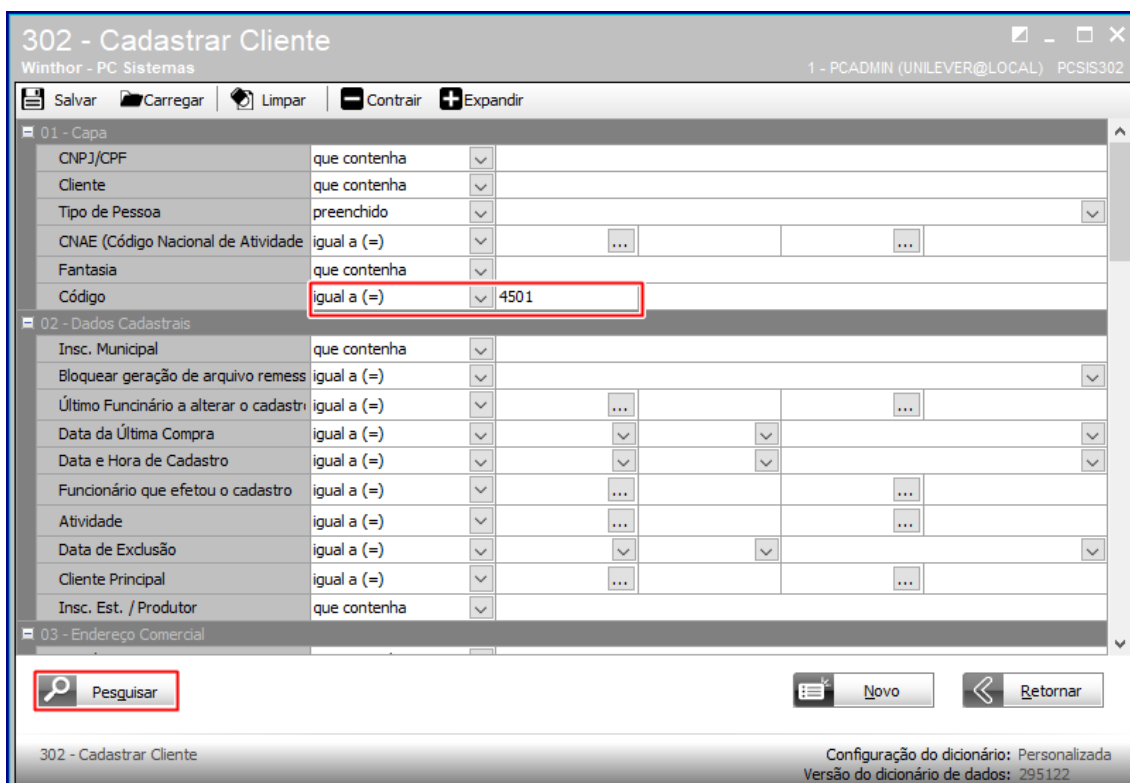 302 - Cadastrar Cliente
Winthor - PC Sistemas 1 - PCADMIN (UNILEVER@LOCAL) PCSIS302
Salvar Carregar Limpar Contrair Expandir
01 - Capa
CNPJ/CPF que contenha
Cliente que contenha
Tipo de Pessoa preenchido
CNAE (Código Nacional de Atividade igual a (=) ... ...
Fantasia que contenha
Código igual a (=) 4501
02 - Dados Cadastrais
Insc. Municipal que contenha
Bloquear geração de arquivo remess igual a (=)
Último Funcinário a alterar o cadastr igual a (=) ... ...
Data da Última Compra igual a (=)
Data e Hora de Cadastro igual a (=)
Funcionário que efetou o cadastro igual a (=) ... ...
Atividade igual a (=) ... ...
Data de Exclusão igual a (=)
Cliente Principal igual a (=) ... ...
Insc. Est. / Produtor que contenha
03 - Endereço Comercial
Pesquisar Novo Retornar
302 - Cadastrar Cliente Configuração do dicionário: Personalizada
Versão do dicionário de dados: 295122